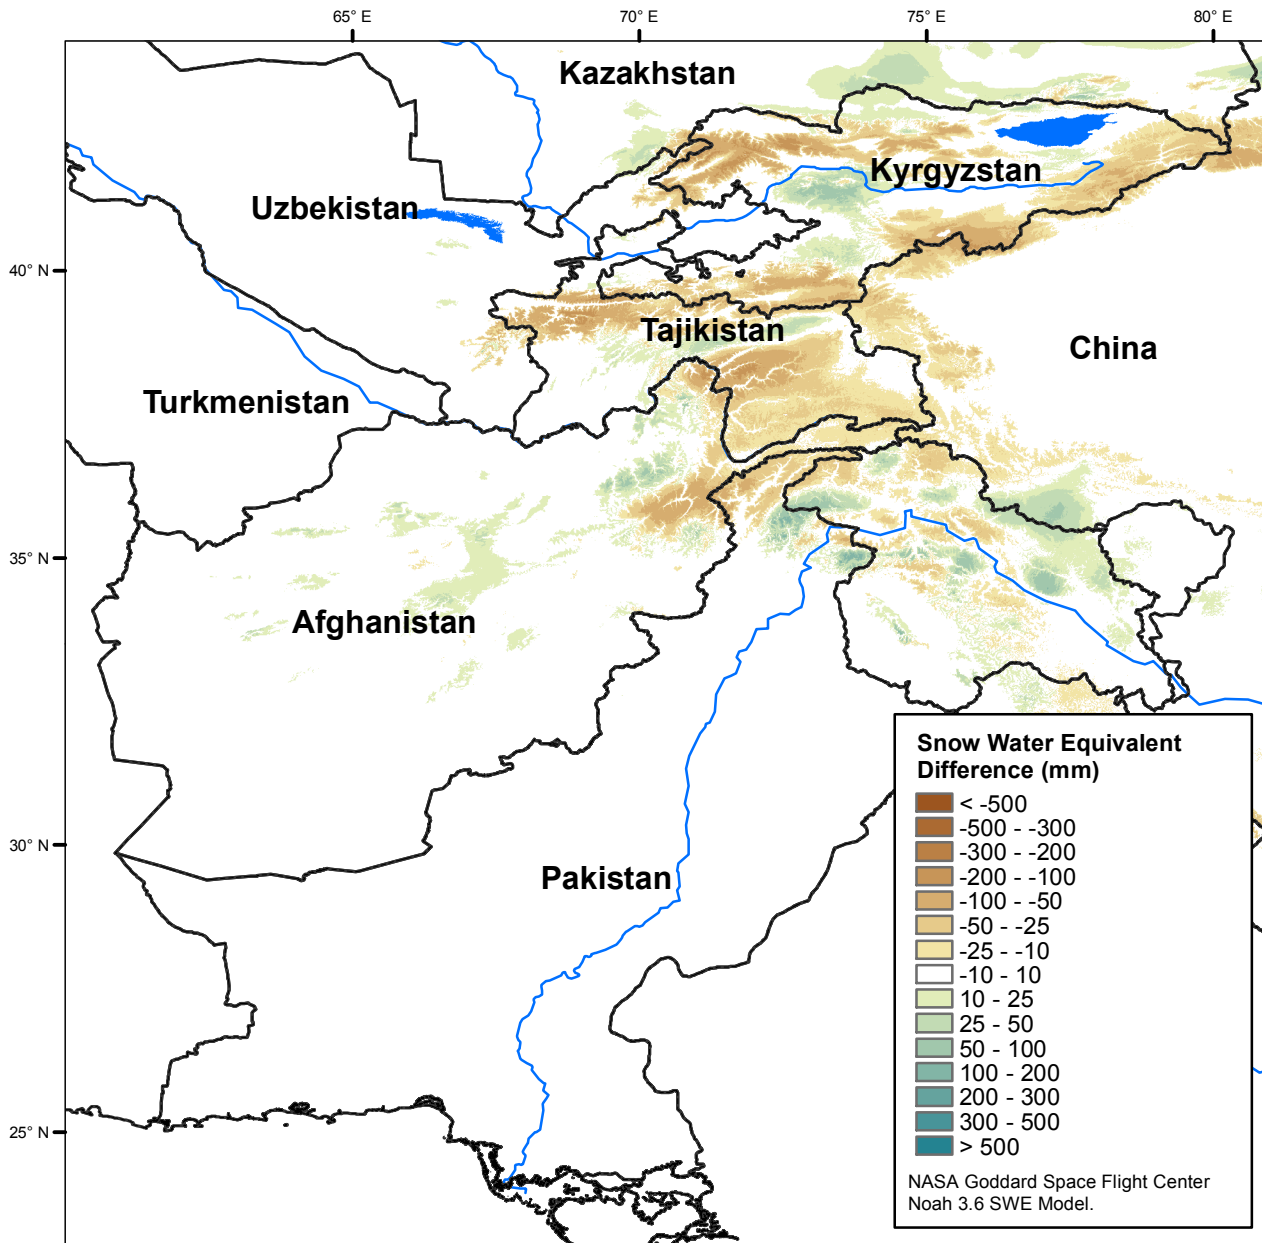 65° E
70° E
75° E
80° E
Kazakhstan
Kyrgyzstan
Uzbekistan
40° N
Tajikistan
China
Turkmenistan
35° N
Afghanistan
Snow Water Equivalent
Difference (mm)
< -500
-500 - -300
-300 - -200
-200 - -100
-100 - -50
-50 - -25
-25 - -10
-10 - 10
10 - 25
25 - 50
50 - 100
100 - 200
200 - 300
300 - 500
> 500
NASA Goddard Space Flight Center
Noah 3.6 SWE Model.
30° N
Pakistan
25° N